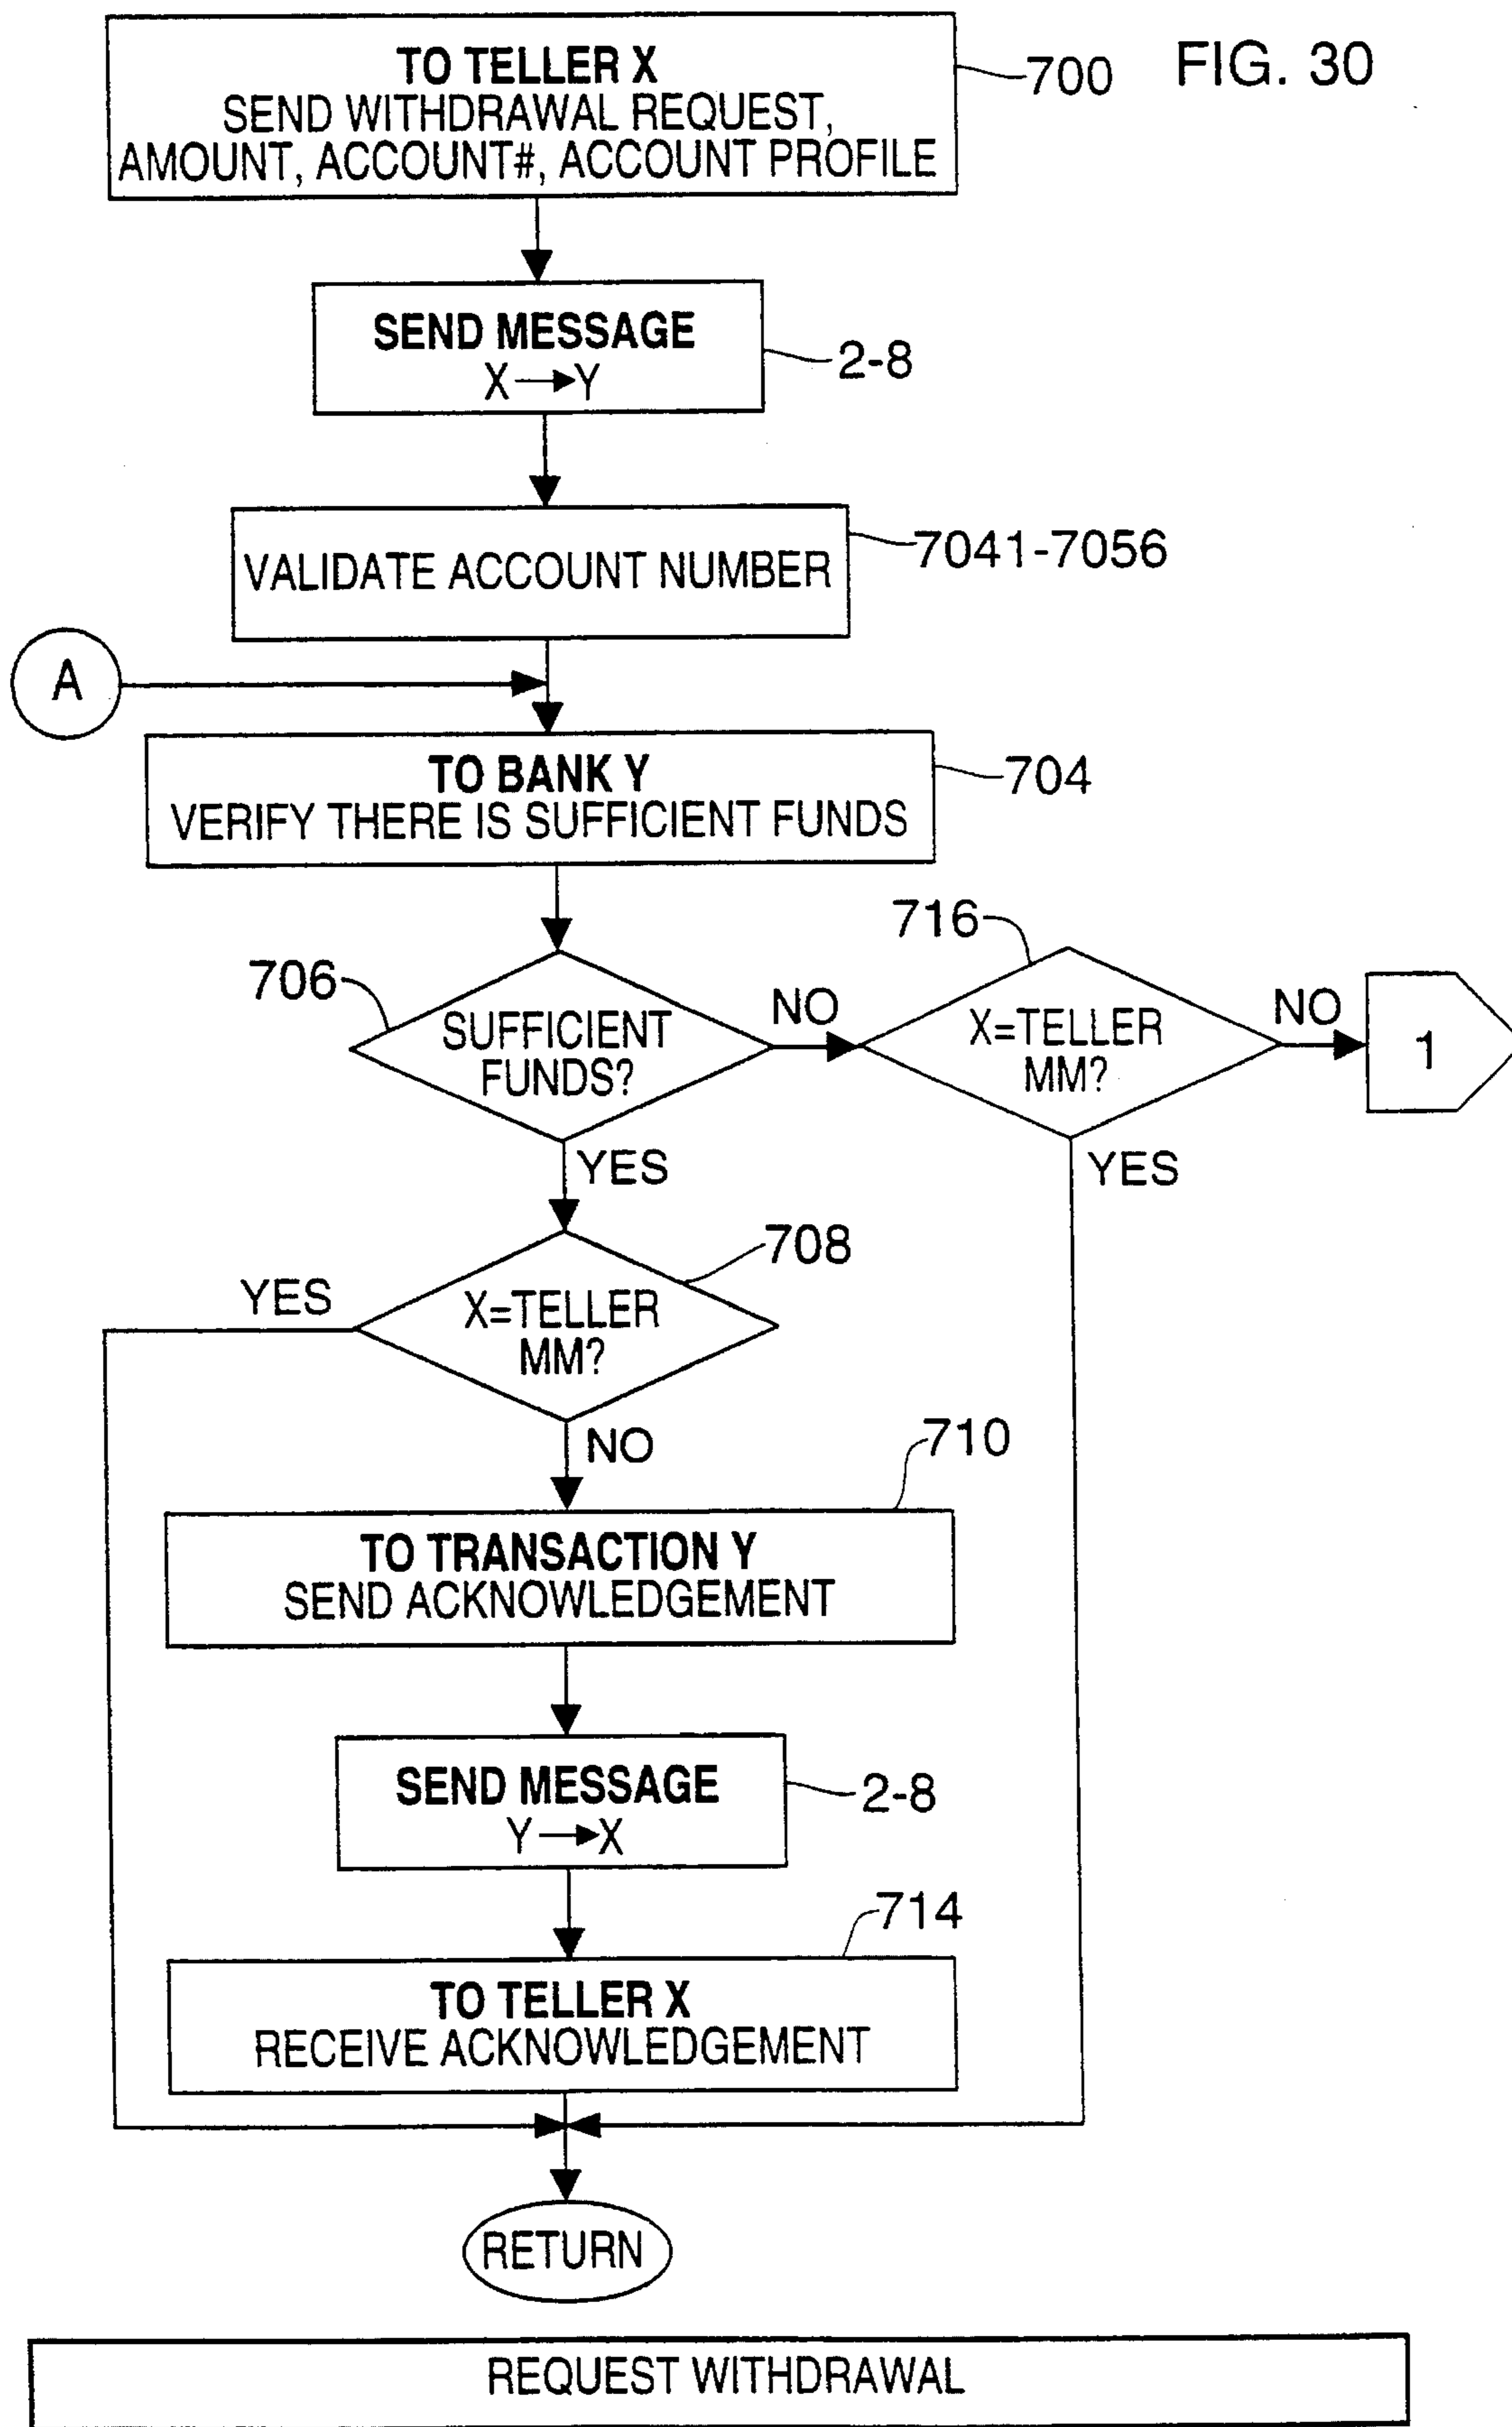 FIG. 30
TO TELLER X
SEND WITHDRAWAL REQUEST,
AMOUNT, ACCOUNT#, ACCOUNT PROFILE
700
SEND MESSAGE
X→Y
2-8
VALIDATE ACCOUNT NUMBER
7041-7056
A
TO BANK Y
VERIFY THERE IS SUFFICIENT FUNDS
704
706
SUFFICIENT
FUNDS?
NO
716
X=TELLER
MM?
NO
1
YES
YES
708
X=TELLER
MM?
YES
NO
710
TO TRANSACTION Y
SEND ACKNOWLEDGEMENT
SEND MESSAGE
Y→X
2-8
714
TO TELLER X
RECEIVE ACKNOWLEDGEMENT
RETURN
REQUEST WITHDRAWAL